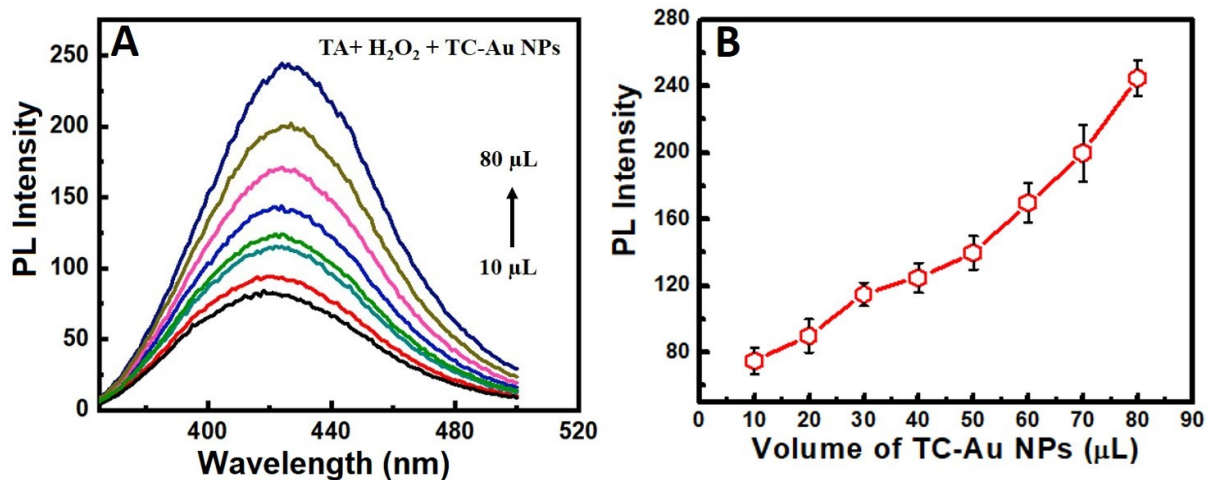 A
TA+ H₂O₂ + TC-Au NPs
80 µL
10 µL
PL Intensity
250
200
150
100
50
0
400
440
480
520
Wavelength (nm)
B
PL Intensity
280
240
200
160
120
80
0
10
20
30
40
50
60
70
80
90
Volume of TC-Au NPs (µL)